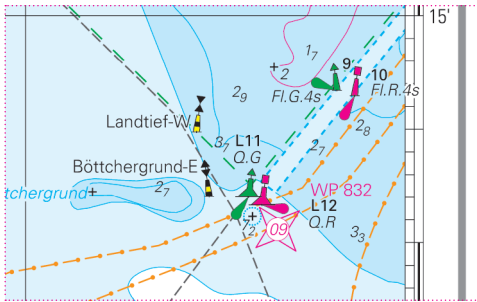 15'
1₇
9
2
10
Fl.G.4s
Fl.R.4s
2₉
Landtief-W
2₈
3₇
L11
Q.G
2₇
Böttchergrund-E
tchergrund
2₇
WP 832
L12
Q.R
7₂
09
3₃